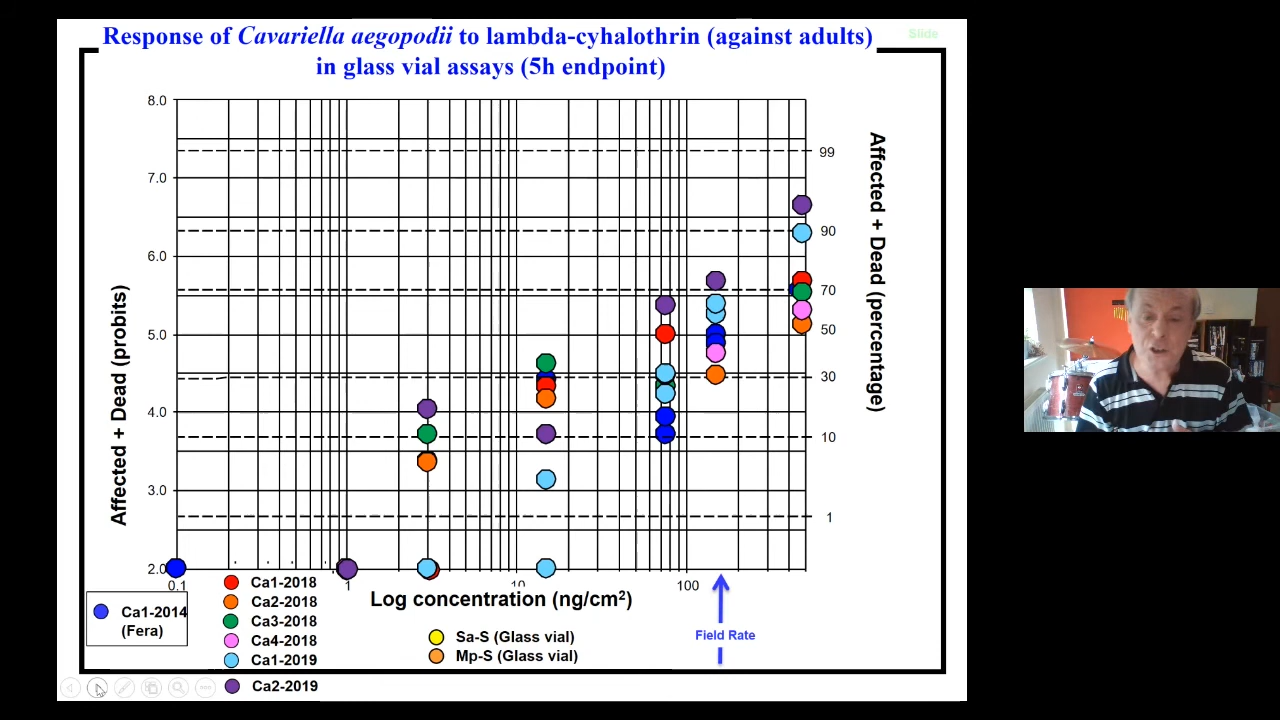 Response of Cavariella aegopodii to lambda-cyhalothrin (against adults)
in glass vial assays (5h endpoint)
Slide
Affected + Dead (probits)
8.0
7.0
6.0
5.0
4.0
3.0
2.0
99
90
70
50
30
10
1
Affected + Dead (percentage)
0.1
1
10
100
Log concentration (ng/cm²)
Field Rate
Ca1-2014
(Fera)
Ca1-2018
Ca2-2018
Ca3-2018
Ca4-2018
Ca1-2019
Ca2-2019
Sa-S (Glass vial)
Mp-S (Glass vial)